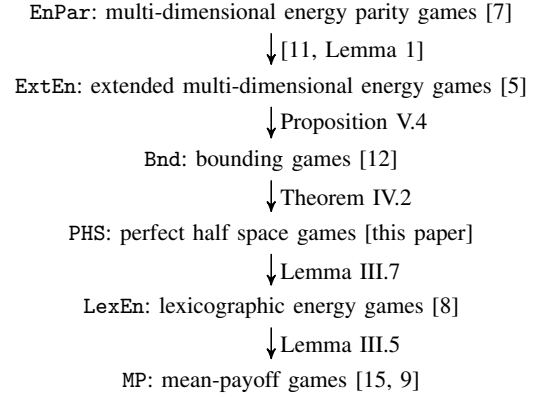 EnPar: multi-dimensional energy parity games [7]
[11, Lemma 1]
ExtEn: extended multi-dimensional energy games [5]
Proposition V.4
Bnd: bounding games [12]
Theorem IV.2
PHS: perfect half space games [this paper]
Lemma III.7
LexEn: lexicographic energy games [8]
Lemma III.5
MP: mean-payoff games [15, 9]